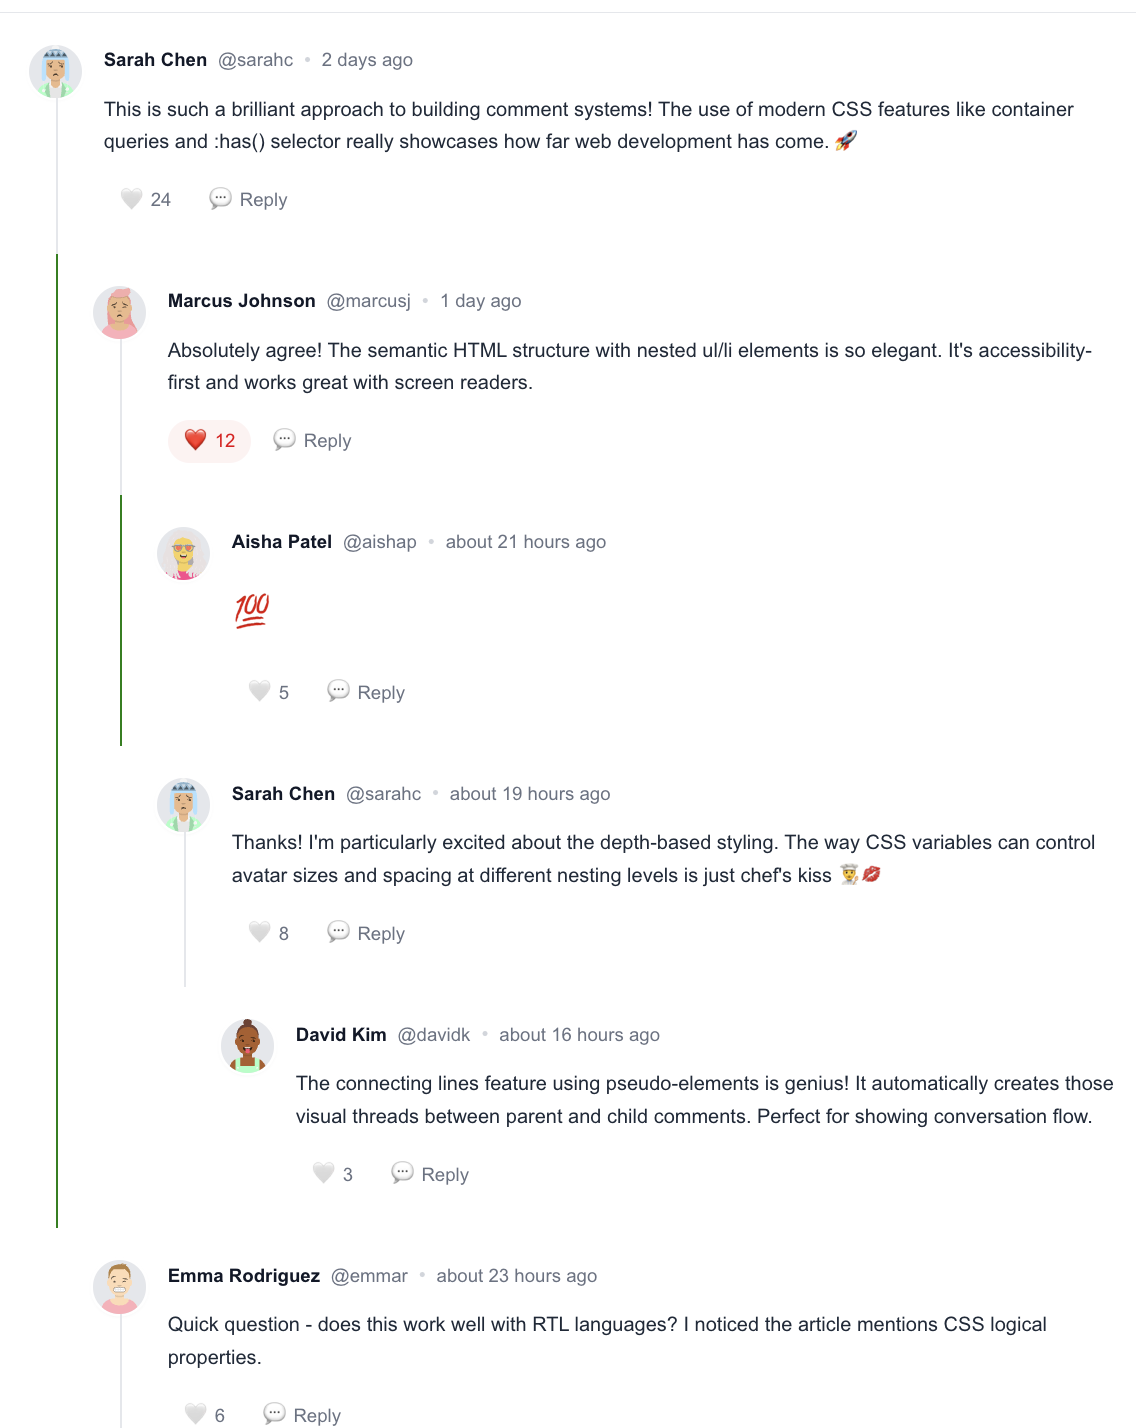 Sarah Chen @sarahc • 2 days ago
This is such a brilliant approach to building comment systems! The use of modern CSS features like container
queries and :has() selector really showcases how far web development has come. 🚀
🤍 24 💬 Reply
Marcus Johnson @marcusj • 1 day ago
Absolutely agree! The semantic HTML structure with nested ul/li elements is so elegant. It's accessibility-
first and works great with screen readers.
❤️ 12 💬 Reply
Aisha Patel @aishap • about 21 hours ago
💯
🤍 5 💬 Reply
Sarah Chen @sarahc • about 19 hours ago
Thanks! I'm particularly excited about the depth-based styling. The way CSS variables can control
avatar sizes and spacing at different nesting levels is just chef's kiss 👨‍🍳💋
🤍 8 💬 Reply
David Kim @davidk • about 16 hours ago
The connecting lines feature using pseudo-elements is genius! It automatically creates those
visual threads between parent and child comments. Perfect for showing conversation flow.
🤍 3 💬 Reply
Emma Rodriguez @emmar • about 23 hours ago
Quick question - does this work well with RTL languages? I noticed the article mentions CSS logical
properties.
🤍 6 💬 Reply